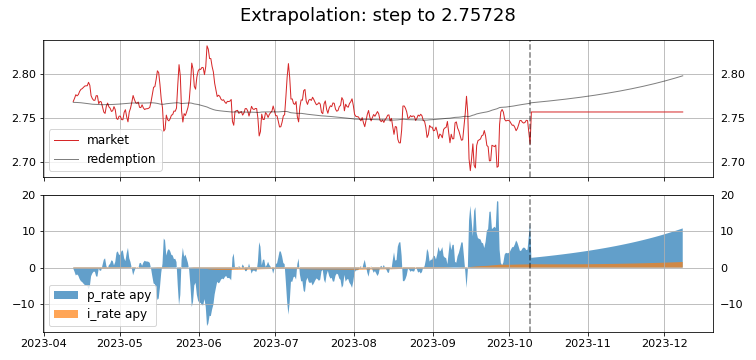 Extrapolation: step to 2.75728
2.80 2.80
2.75 2.75
2.70 2.70
market
redemption
20 20
10 10
0 0
−10 −10
p_rate apy
i_rate apy
2023-04 2023-05 2023-06 2023-07 2023-08 2023-09 2023-10 2023-11 2023-12